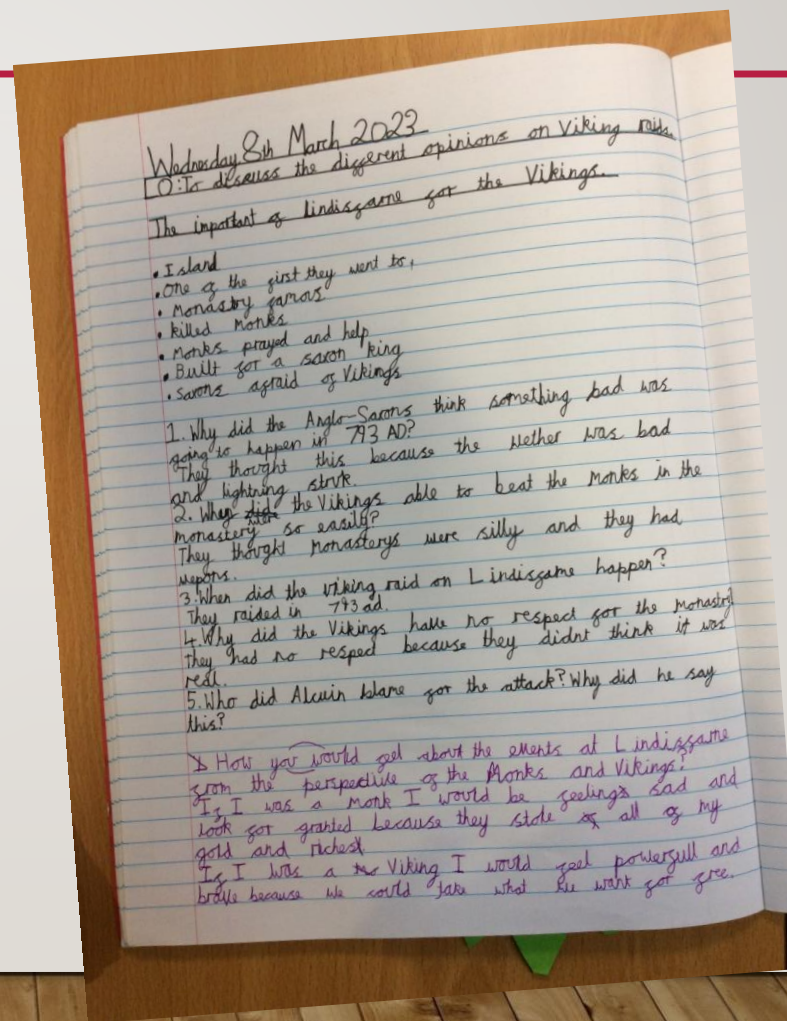 Wednesday 8th March 2023
LO: To discuss the different opinions on Viking raids.
The important of lindisfarne for the Vikings.
• Island
• One of the first they went to,
• Monastry famous
• killed Monks
• Monks prayed and help
• Built for a saxon king
• saxons afraid of Vikings
1. Why did the Anglo-Saxons think something bad was
going to happen in 793 AD?
They thought this because the wether was bad
and lightning struk.
2. Why were the Vikings able to beat the Monks in the
monastery so easily?
They thought monasterys were silly and they had
wepons.
3. When did the viking raid on Lindisfarne happen?
They raided in 793 ad.
4. Why did the Vikings have no respect for the monastry
They had no respect because they didnt think it was
real.
5. Who did Alcuin blame for the attack? Why did he say
this?
How you would feel about the events at Lindisfarne
from the perspective of the Monks and Vikings?
If I was a monk I would be feeling sad and
look for granted because they stole all of my
gold and riches
If I was a Viking I would feel powerfull and
brave because we could take what we want for free.